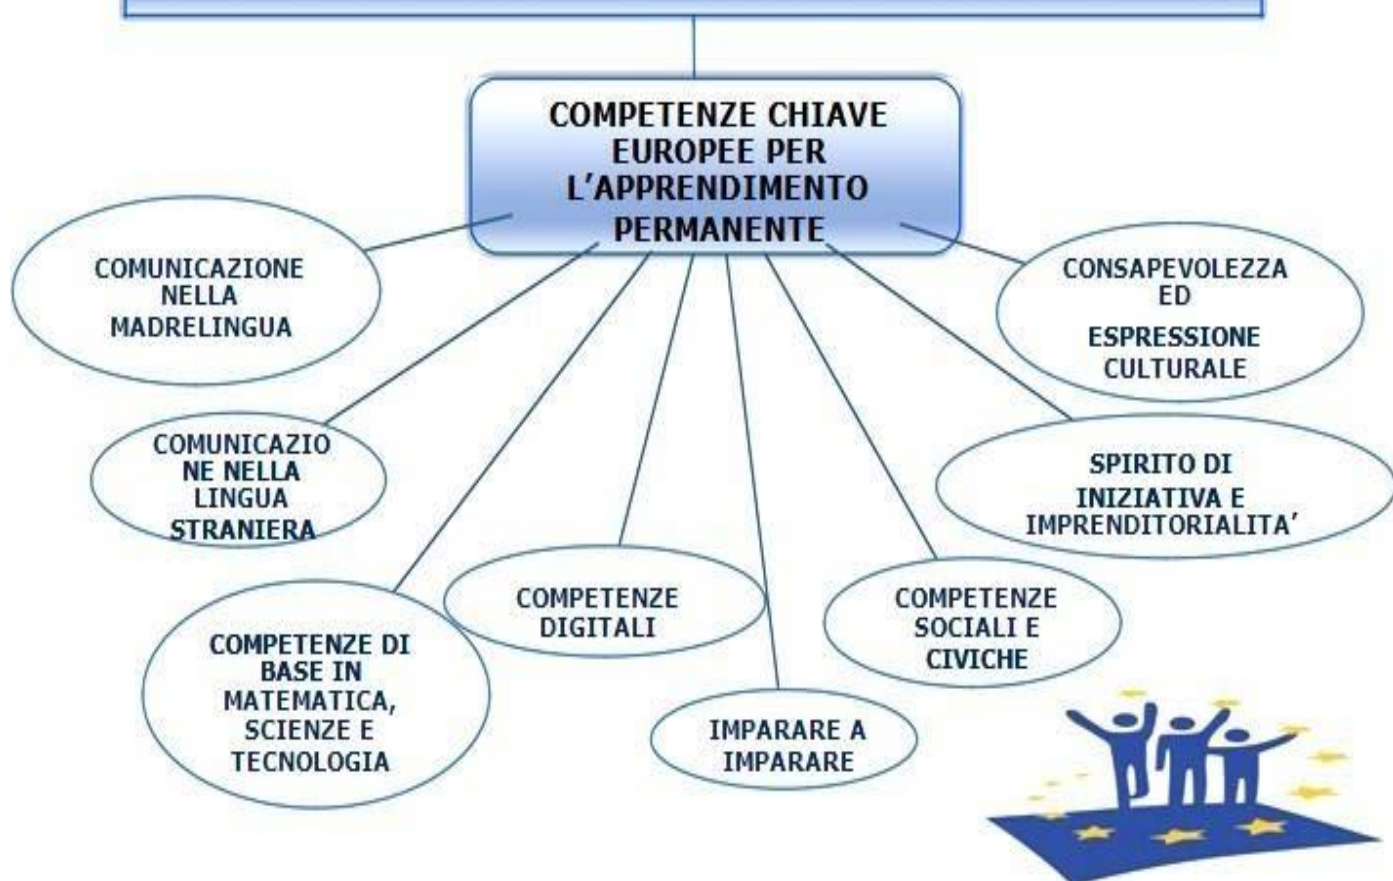 COMPETENZE CHIAVE
EUROPEE PER
L'APPRENDIMENTO
PERMANENTE
COMUNICAZIONE
NELLA
MADRELINGUA
COMUNICAZIO
NE NELLA
LINGUA
STRANIERA
COMPETENZE DI
BASE IN
MATEMATICA,
SCIENZE E
TECNOLOGIA
COMPETENZE
DIGITALI
IMPARARE A
IMPARARE
COMPETENZE
SOCIALI E
CIVICHE
SPIRITO DI
INIZIATIVA E
IMPRENDITORIALITA’
CONSAPEVOLEZZA
ED
ESPRESSIONE
CULTURALE